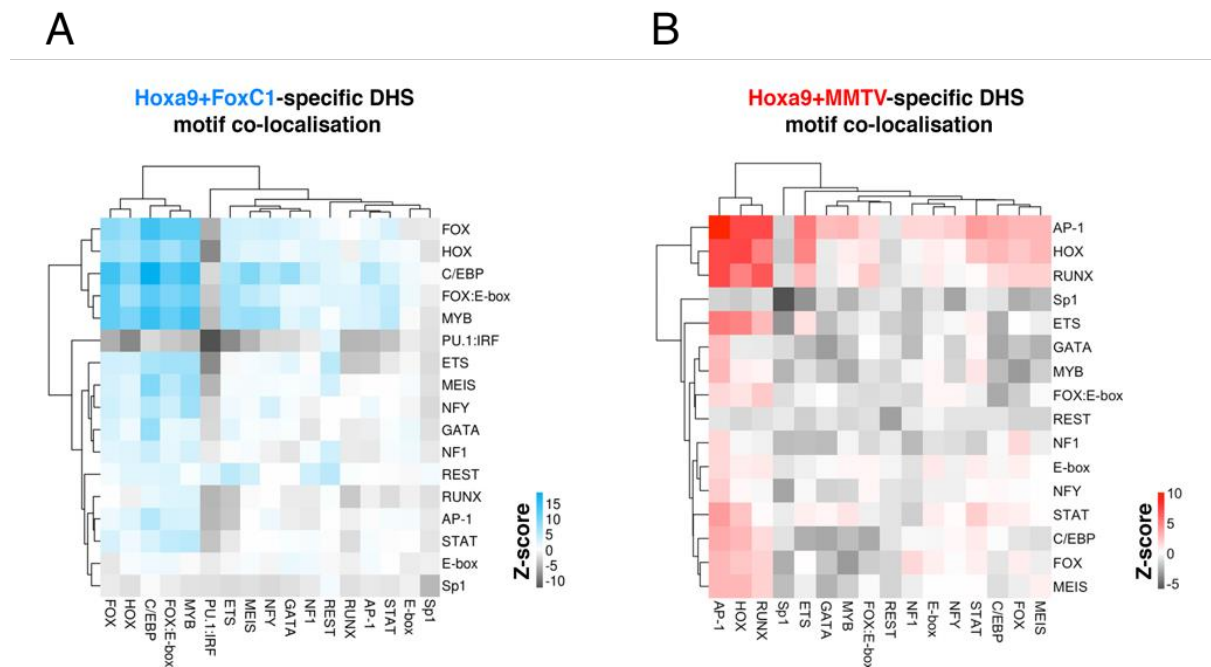 A
B
Hoxa9+FoxC1-specific DHS
motif co-localisation
Hoxa9+MMTV-specific DHS
motif co-localisation
FOX
HOX
C/EBP
FOX:E-box
MYB
PU.1:IRF
ETS
MEIS
NFY
GATA
NF1
REST
RUNX
AP-1
STAT
E-box
Sp1
FOX
HOX
C/EBP
FOX:E-box
MYB
PU.1:IRF
ETS
MEIS
NFY
GATA
NF1
REST
RUNX
AP-1
STAT
E-box
Sp1
Z-score
15
10
5
0
-5
-10
AP-1
HOX
RUNX
Sp1
ETS
GATA
MYB
FOX:E-box
REST
NF1
E-box
NFY
STAT
C/EBP
FOX
MEIS
AP-1
HOX
RUNX
Sp1
ETS
GATA
MYB
FOX:E-box
REST
NF1
E-box
NFY
STAT
C/EBP
FOX
MEIS
Z-score
10
5
0
-5